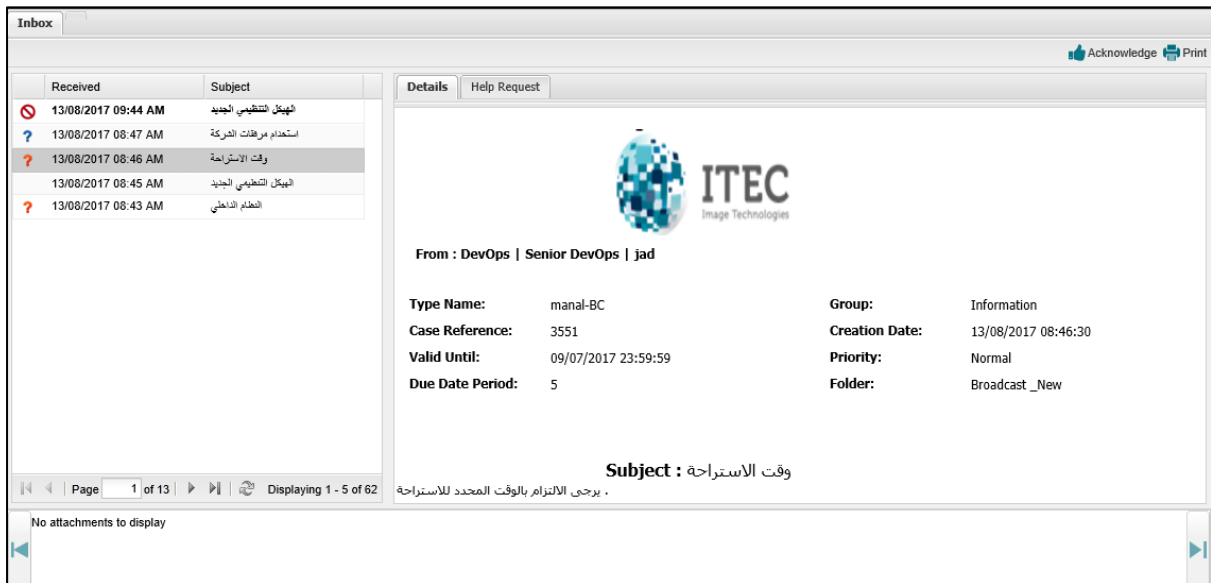 Inbox
Acknowledge Print
Received Subject
13/08/2017 09:44 AM الهيكل التنظيمي الجديد
13/08/2017 08:47 AM استخدام مرفقات الشركة
13/08/2017 08:46 AM وقت الاستراحة
13/08/2017 08:45 AM الهيكل التنظيمي الجديد
13/08/2017 08:43 AM النظام الداخلي
Page 1 of 13 Displaying 1 - 5 of 62
Details Help Request
ITEC
Image Technologies
From : DevOps | Senior DevOps | jad
Type Name: manal-BC Group: Information
Case Reference: 3551 Creation Date: 13/08/2017 08:46:30
Valid Until: 09/07/2017 23:59:59 Priority: Normal
Due Date Period: 5 Folder: Broadcast _New
Subject : وقت الاستراحة
يرجى الالتزام بالوقت المحدد للاستراحة .
No attachments to display